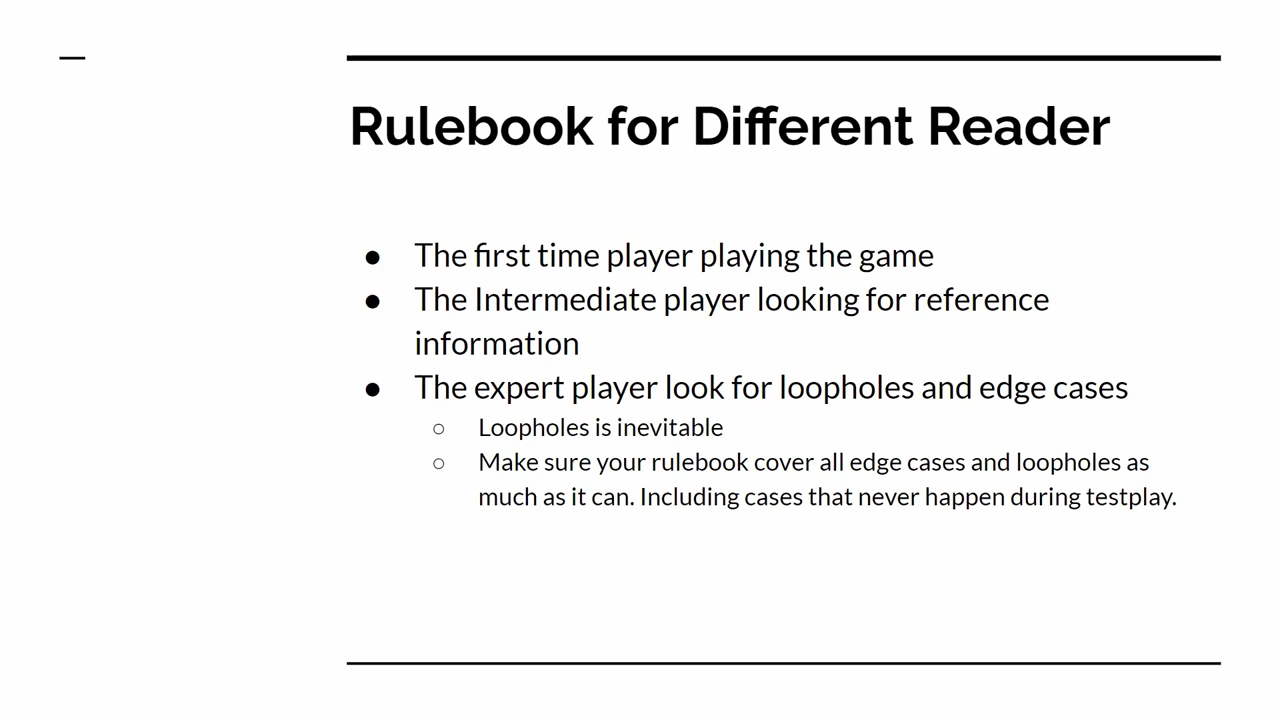 Rulebook for Different Reader
● The first time player playing the game
● The Intermediate player looking for reference
information
● The expert player look for loopholes and edge cases
○ Loopholes is inevitable
○ Make sure your rulebook cover all edge cases and loopholes as
much as it can. Including cases that never happen during testplay.